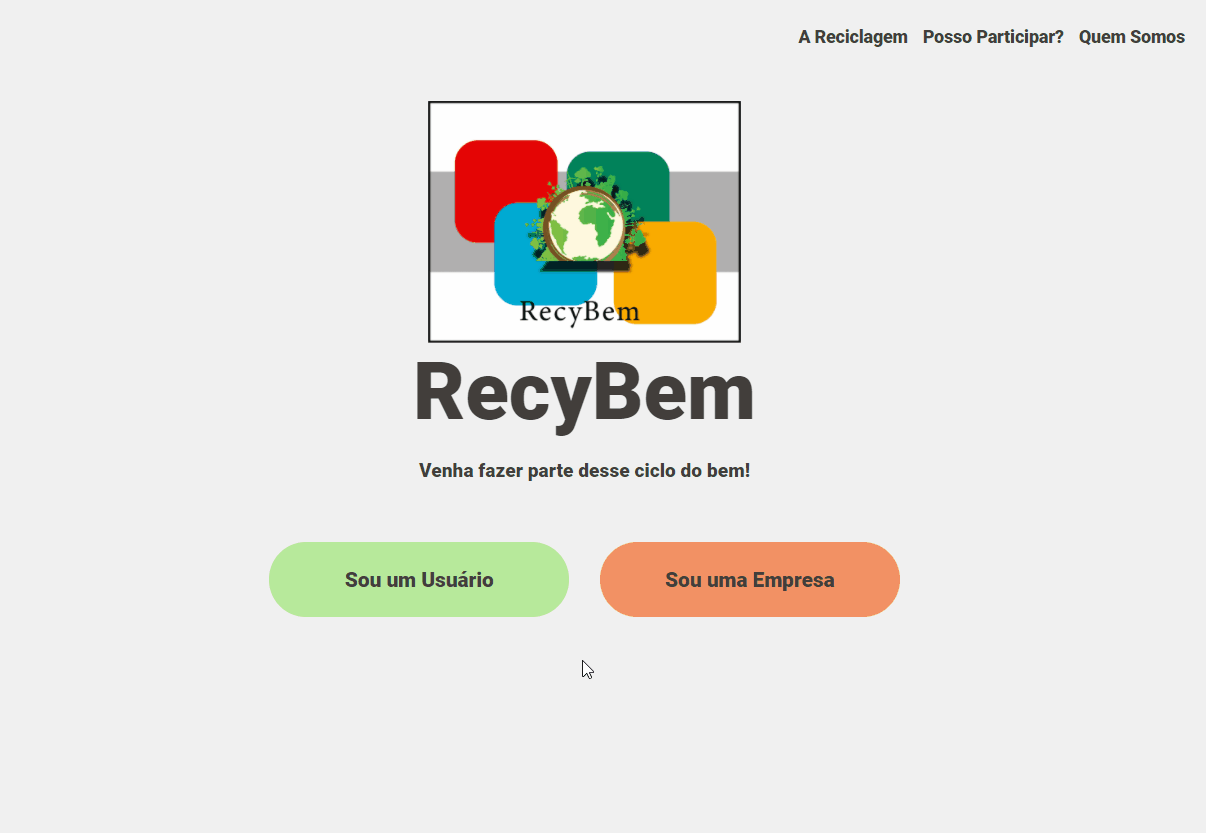 A Reciclagem Posso Participar? Quem Somos
RecyBem
RecyBem
Venha fazer parte desse ciclo do bem!
Sou um Usuário Sou uma Empresa